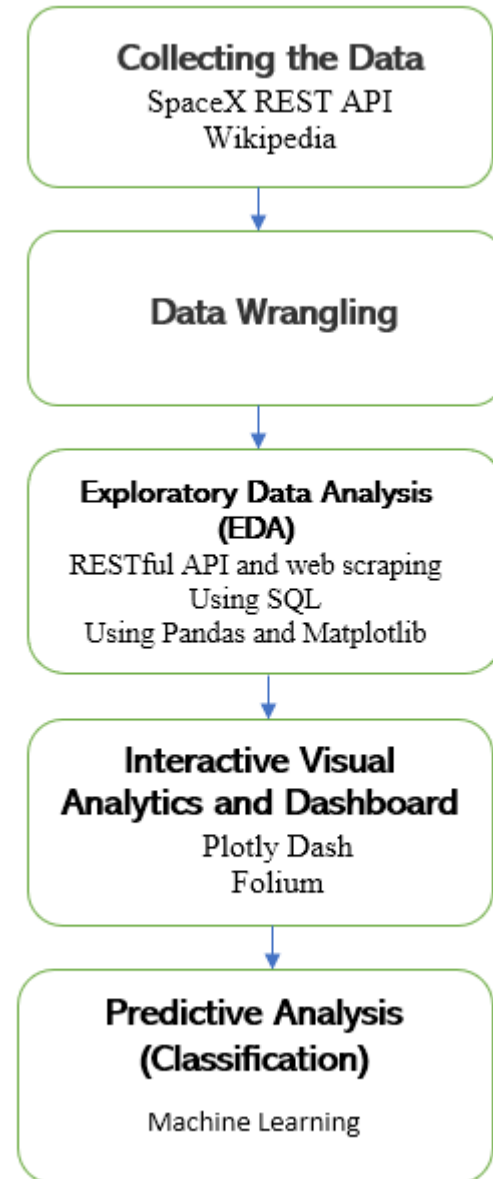 Collecting the Data
SpaceX REST API
Wikipedia
Data Wrangling
Exploratory Data Analysis
(EDA)
RESTful API and web scraping
Using SQL
Using Pandas and Matplotlib
Interactive Visual
Analytics and Dashboard
Plotly Dash
Folium
Predictive Analysis
(Classification)
Machine Learning